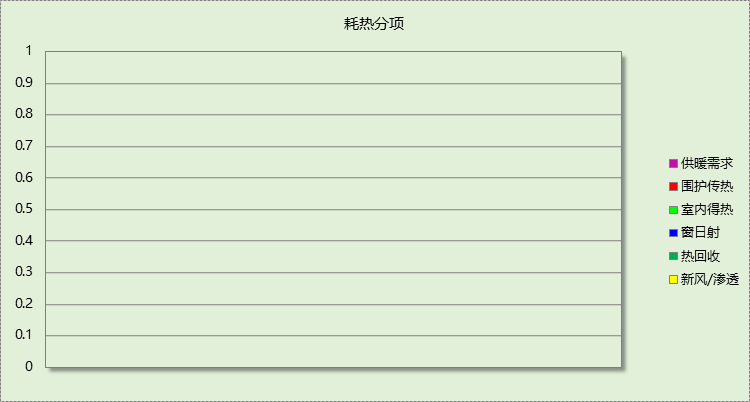 耗热分项
1
0.9
0.8
0.7
0.6
0.5
0.4
0.3
0.2
0.1
0
供暖需求
围护传热
室内得热
窗日射
热回收
新风/渗透